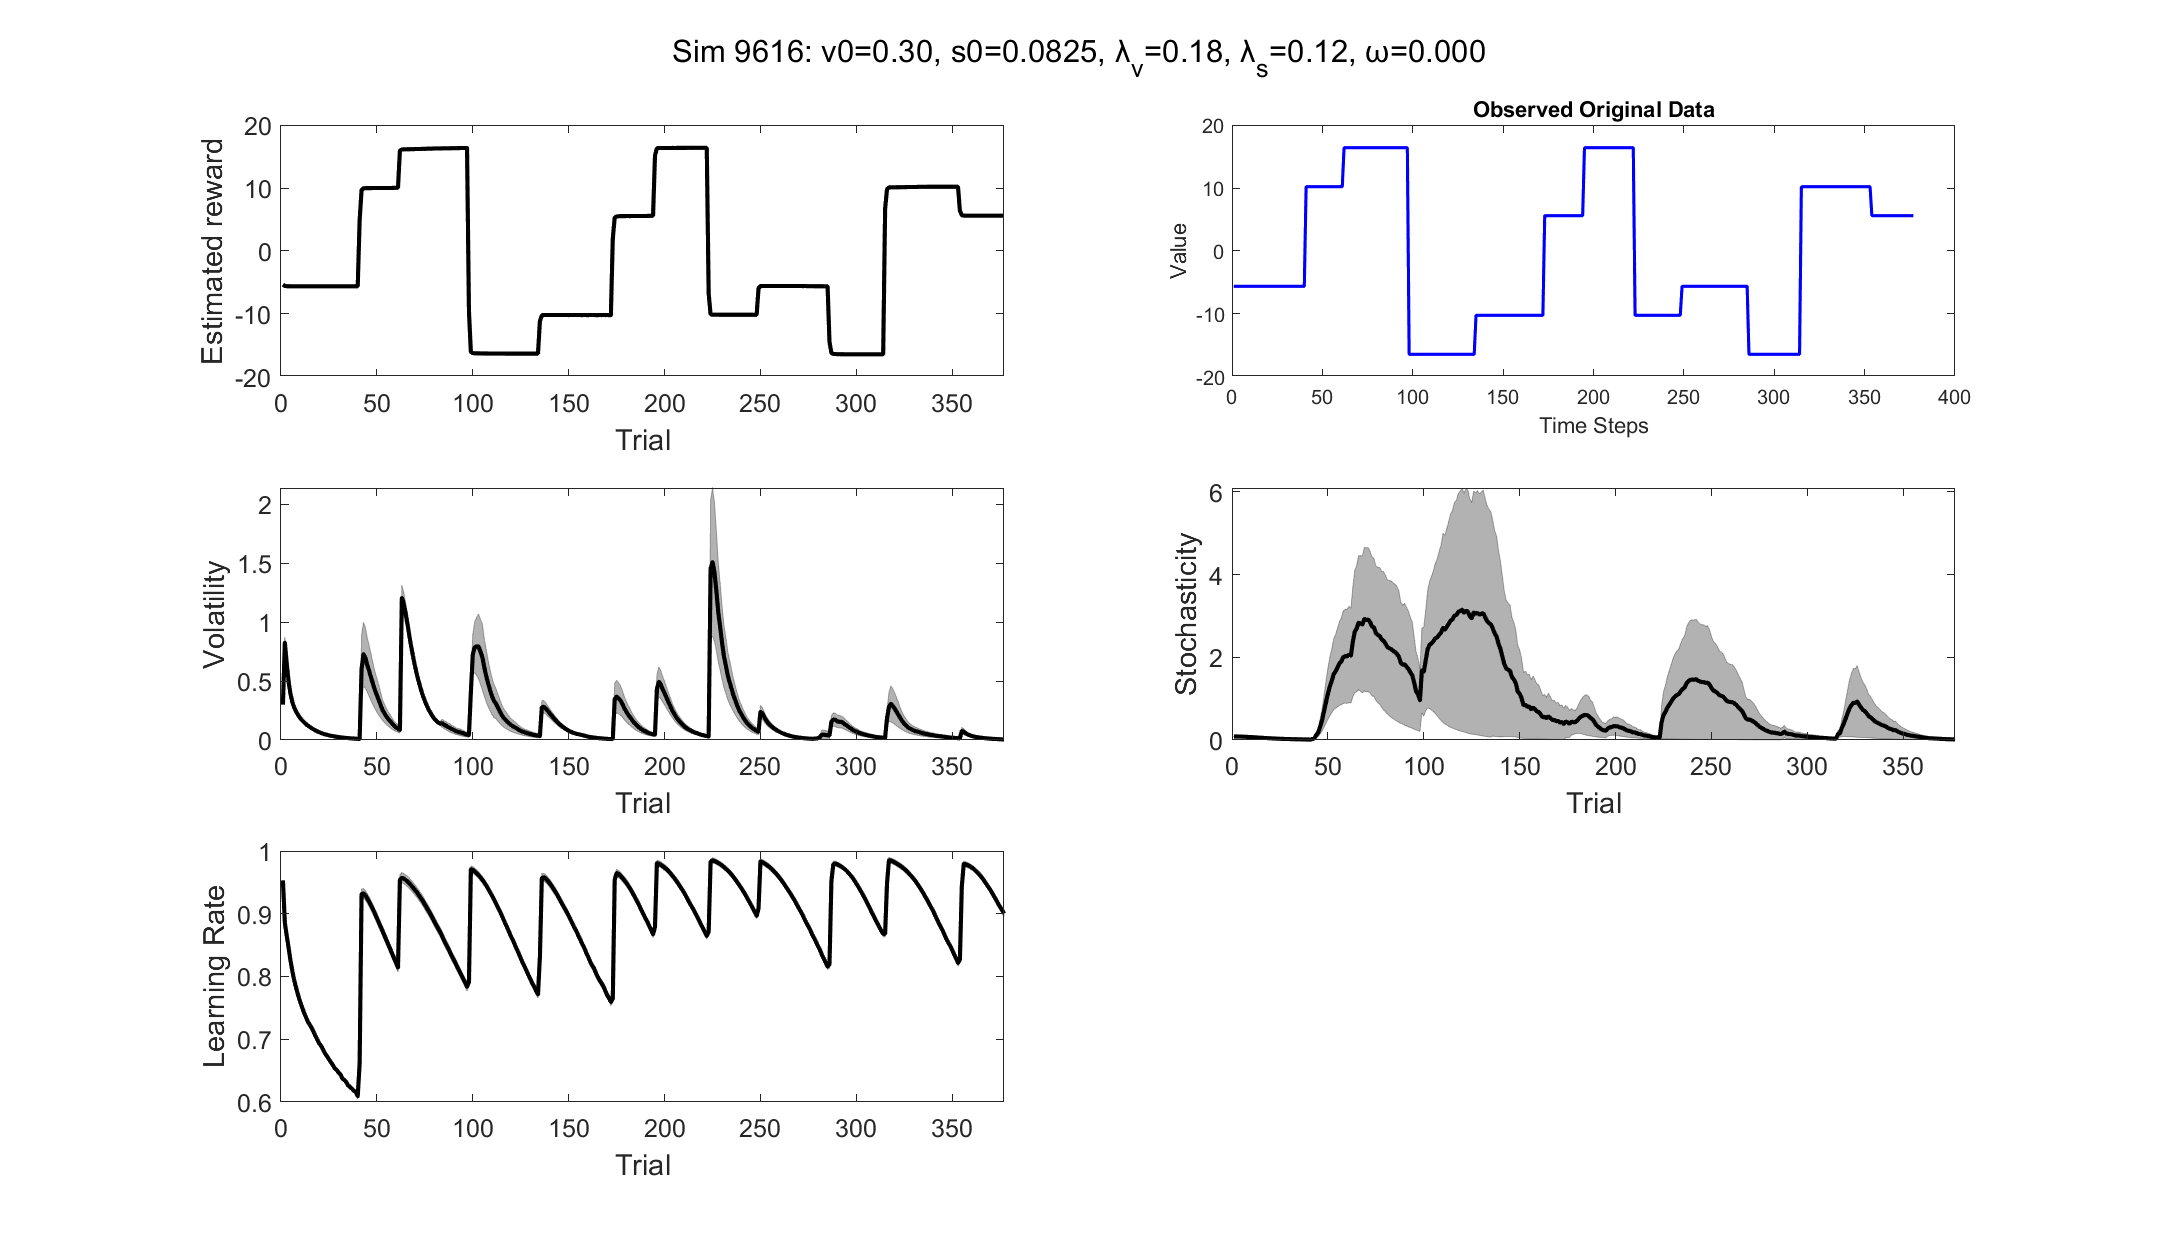 Sim 9616: v0=0.30, s0=0.0825, λv=0.18, λs=0.12, ω=0.000
20
10
0
-10
-20
Estimated reward
0 50 100 150 200 250 300 350
Trial
Observed Original Data
20
10
0
-10
-20
Value
0 50 100 150 200 250 300 350 400
Time Steps
2
1.5
1
0.5
0
Volatility
0 50 100 150 200 250 300 350
Trial
6
4
2
0
Stochasticity
0 50 100 150 200 250 300 350
Trial
1
0.9
0.8
0.7
0.6
Learning Rate
0 50 100 150 200 250 300 350
Trial